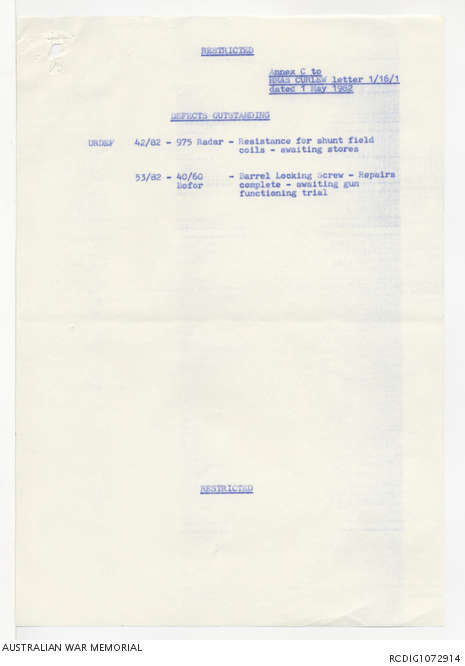 RESTRICTED
Annex C to
HMAS CURLEW letter 1/16/1
dated 1 May 1982
DEFECTS OUTSTANDING
URDEF 42/82 - 975 Radar - Resistance for shunt field
coils - awaiting stores
53/82 - 40/60 - Barrel Locking Screw - Repairs
Bofor complete - awaiting gun
functioning trial
RESTRICTED
AUSTRALIAN WAR MEMORIAL
RCDIG1072914